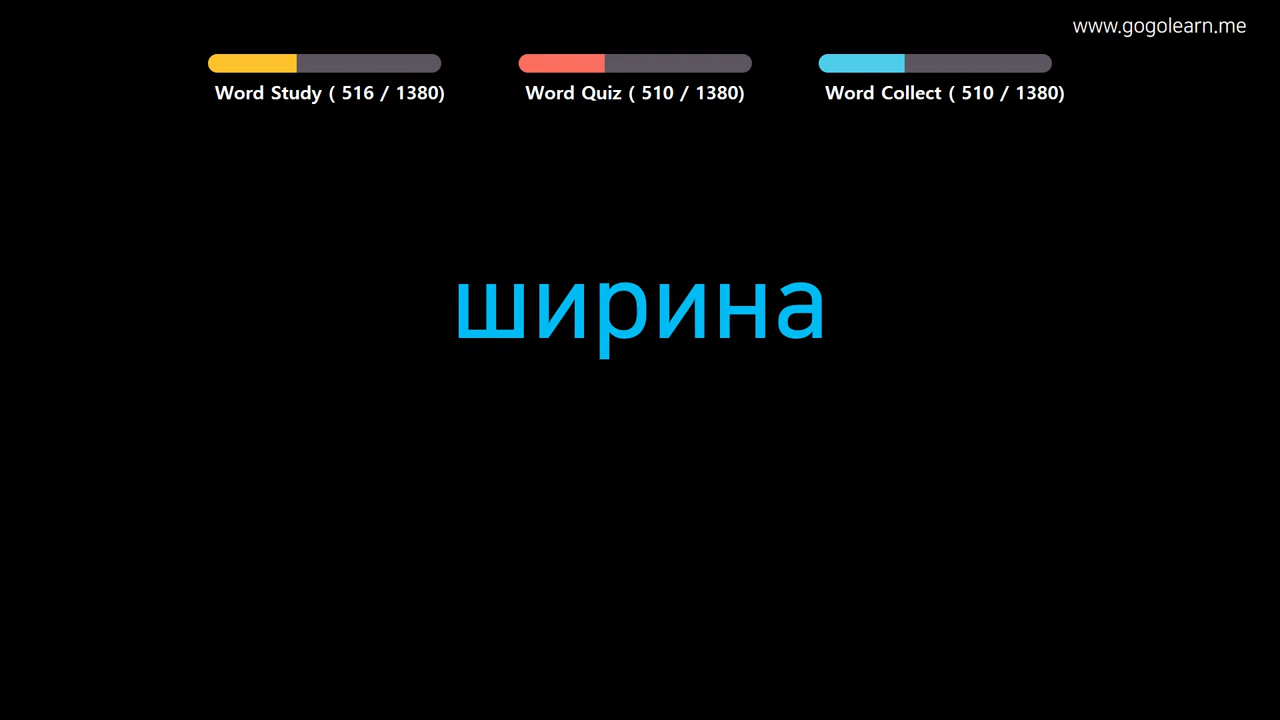 www.gogolearn.me
Word Study ( 516 / 1380)
Word Quiz ( 510 / 1380)
Word Collect ( 510 / 1380)
ширина